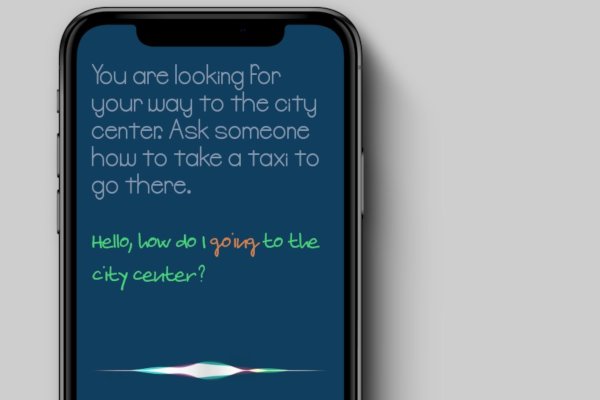 You are looking for
your way to the city
center. Ask someone
how to take a taxi to
go there.
Hello, how do I going to the
city center?